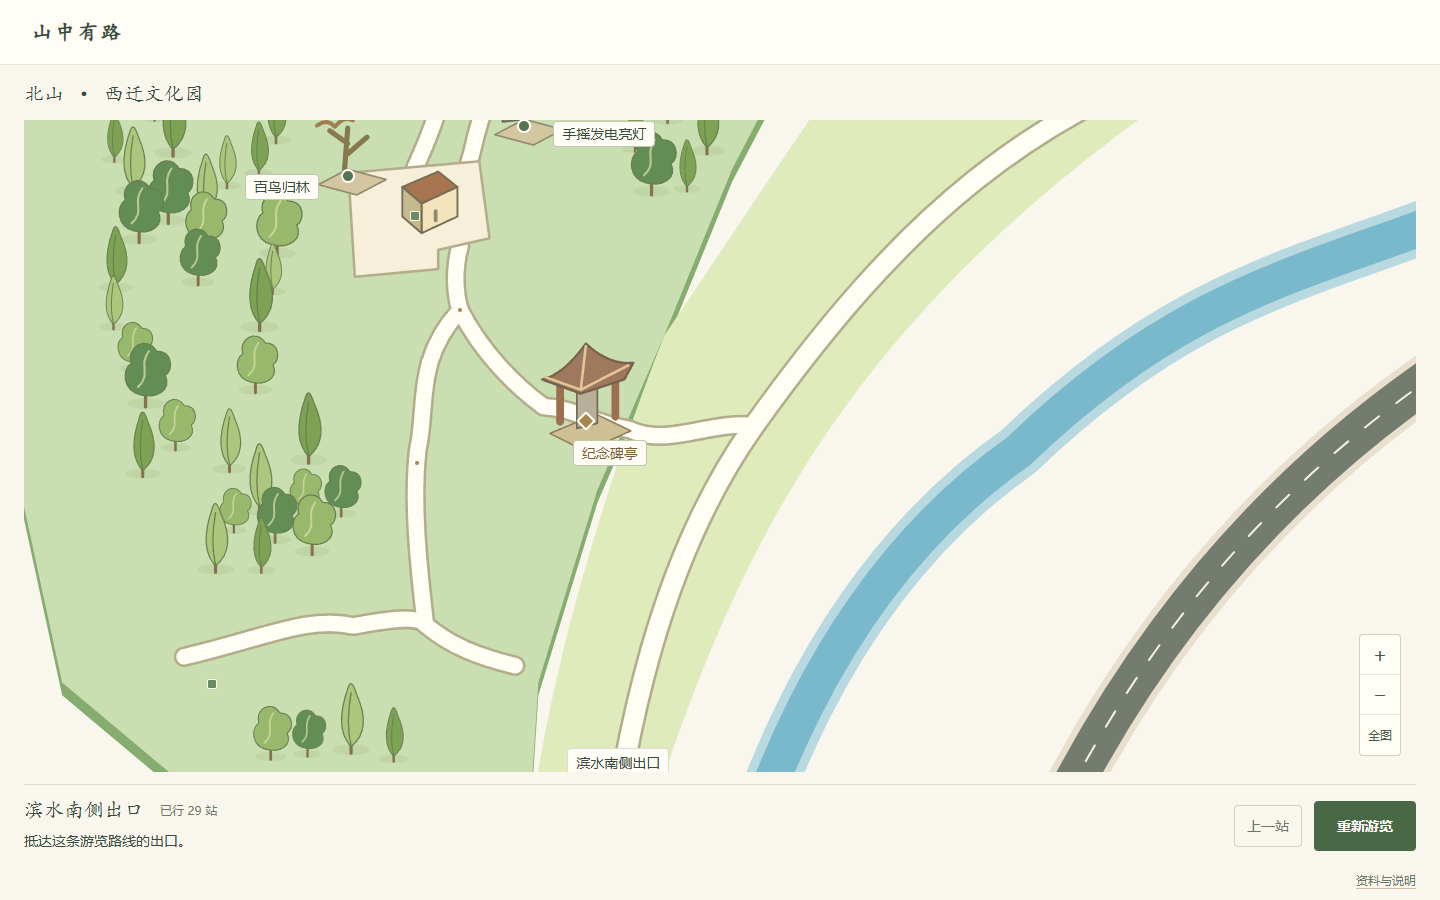 山中有路
北山 • 西迁文化园
手摇发电亮灯
百鸟归林
纪念碑亭
滨水南侧出口
+
−
全图
滨水南侧出口 已行 29 站
抵达这条游览路线的出口。
上一站
重新游览
资料与说明